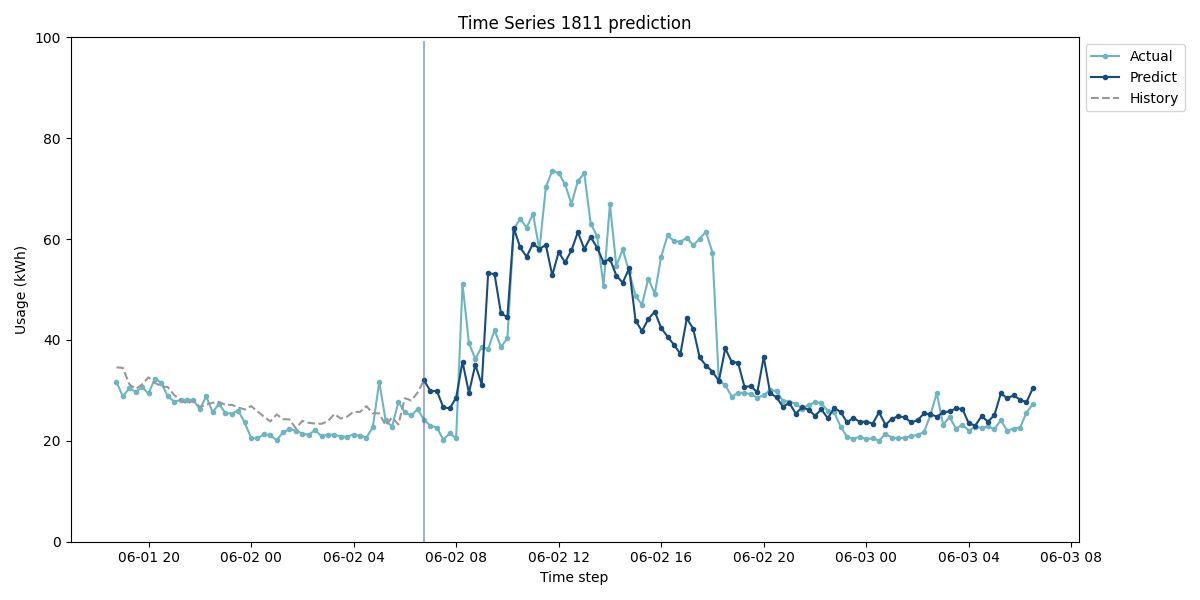 Time Series 1811 prediction
100
80
60
40
20
0
Usage (kWh)
06-01 20
06-02 00
06-02 04
06-02 08
06-02 12
06-02 16
06-02 20
06-03 00
06-03 04
06-03 08
Time step
Actual
Predict
History